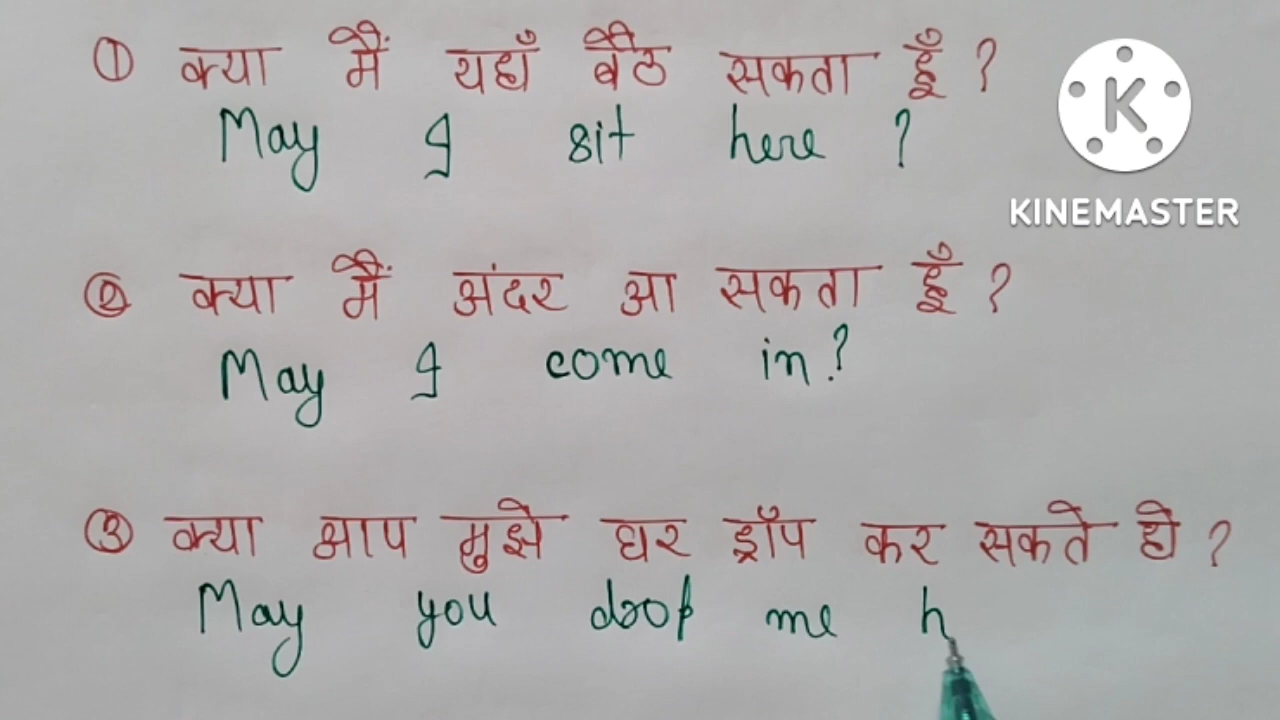 ① क्या मैं यहाँ बैठ सकता हूँ ?
May I sit here ?
K
KINEMASTER
② क्या मैं अंदर आ सकता हूँ ?
May I come in?
③ क्या आप मुझे घर ड्रॉप कर सकते हो ?
May you drop me h